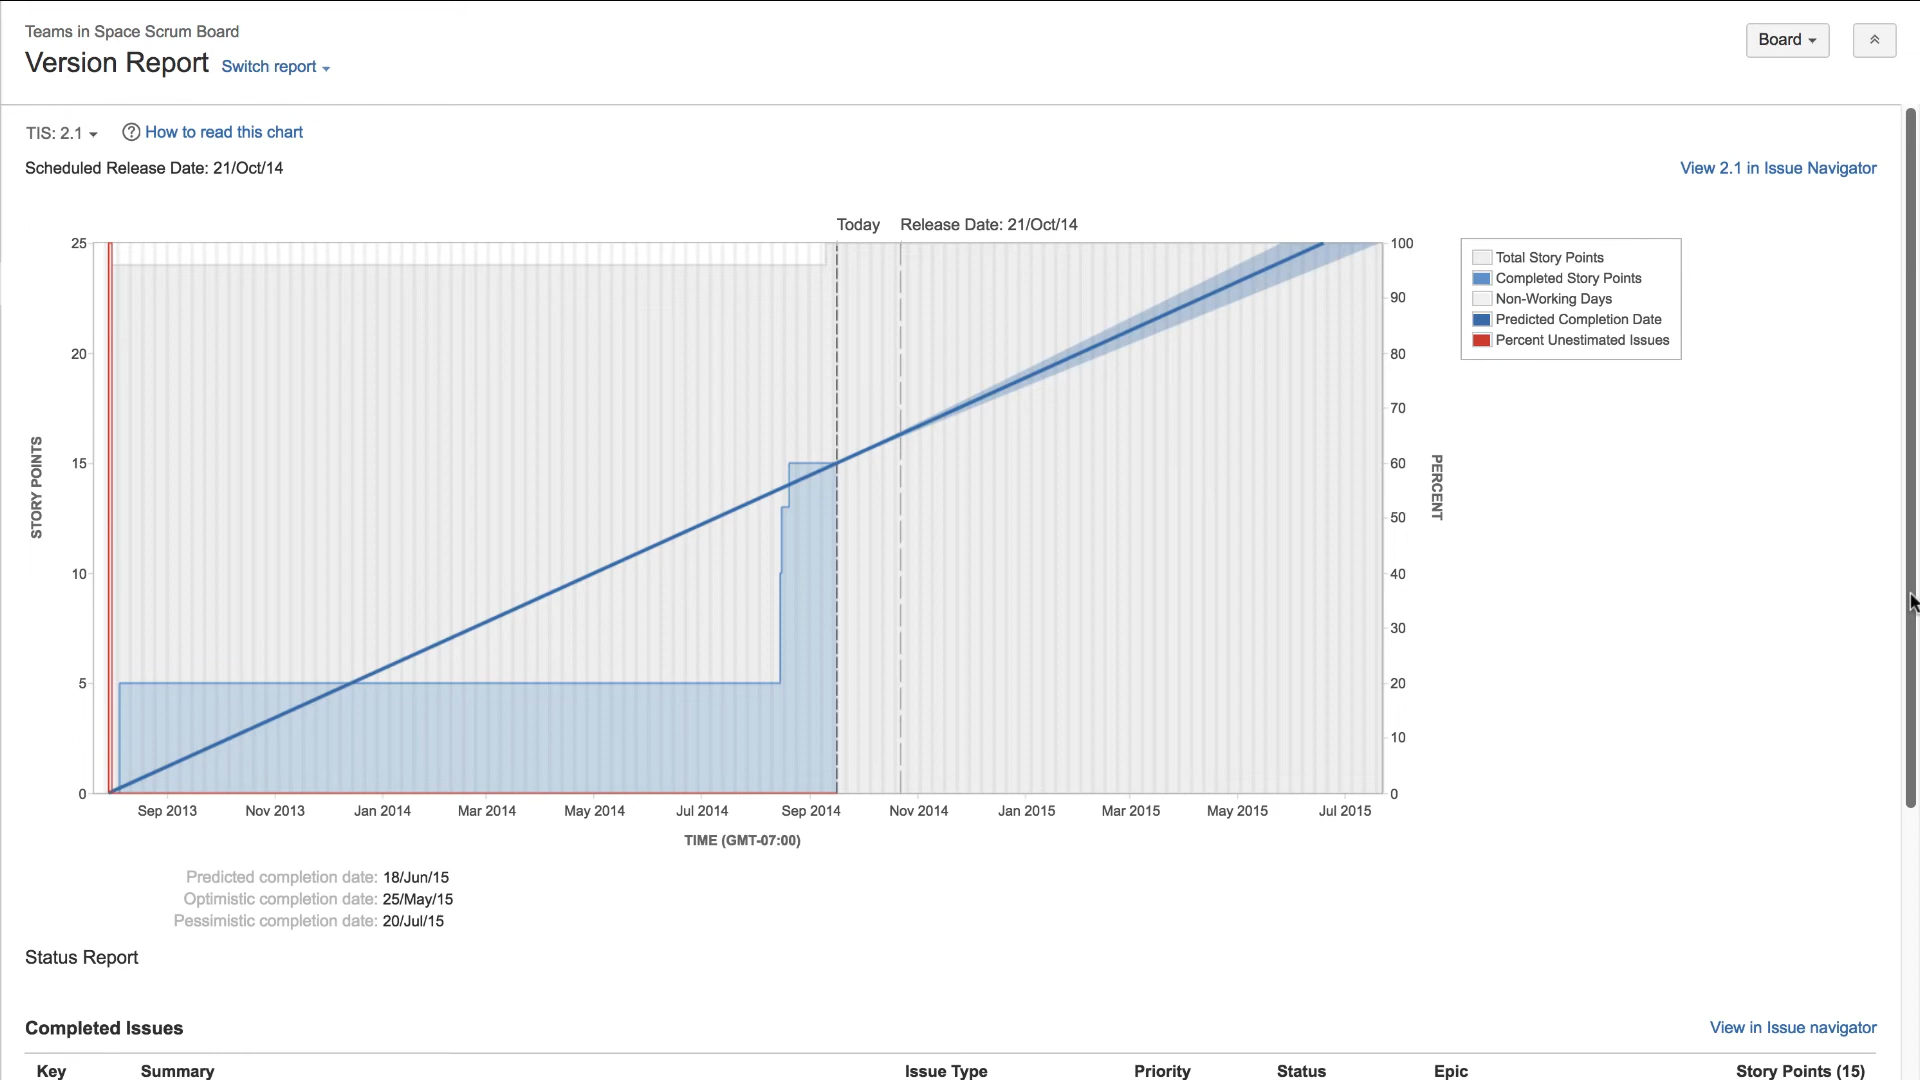 Teams in Space Scrum Board
Version Report Switch report
Board
TIS: 2.1 How to read this chart
Scheduled Release Date: 21/Oct/14
View 2.1 in Issue Navigator
Today Release Date: 21/Oct/14
25
20
15
10
5
0
STORY POINTS
100
90
80
70
60
50
40
30
20
10
0
PERCENT
Total Story Points
Completed Story Points
Non-Working Days
Predicted Completion Date
Percent Unestimated Issues
Sep 2013 Nov 2013 Jan 2014 Mar 2014 May 2014 Jul 2014 Sep 2014 Nov 2014 Jan 2015 Mar 2015 May 2015 Jul 2015
TIME (GMT-07:00)
Predicted completion date: 18/Jun/15
Optimistic completion date: 25/May/15
Pessimistic completion date: 20/Jul/15
Status Report
Completed Issues
View in Issue navigator
Key Summary Issue Type Priority Status Epic Story Points (15)